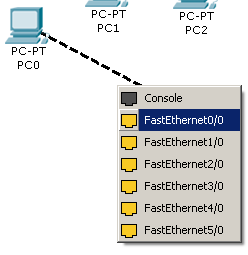 PC-PT
PC1
PC-PT
PC2
PC-PT
PC0
Console
FastEthernet0/0
FastEthernet1/0
FastEthernet2/0
FastEthernet3/0
FastEthernet4/0
FastEthernet5/0